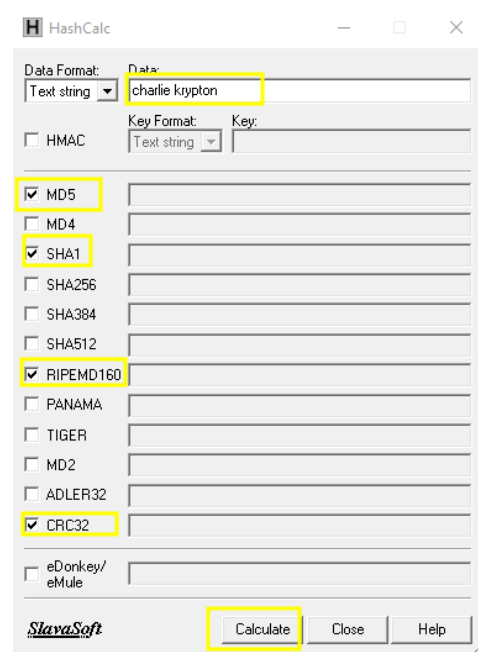 H HashCalc
Data Format: Data:
Text string charlie krypton
Key Format: Key:
HMAC Text string
MD5
MD4
SHA1
SHA256
SHA384
SHA512
RIPEMD160
PANAMA
TIGER
MD2
ADLER32
CRC32
eDonkey/
eMule
SlavaSoft Calculate Close Help